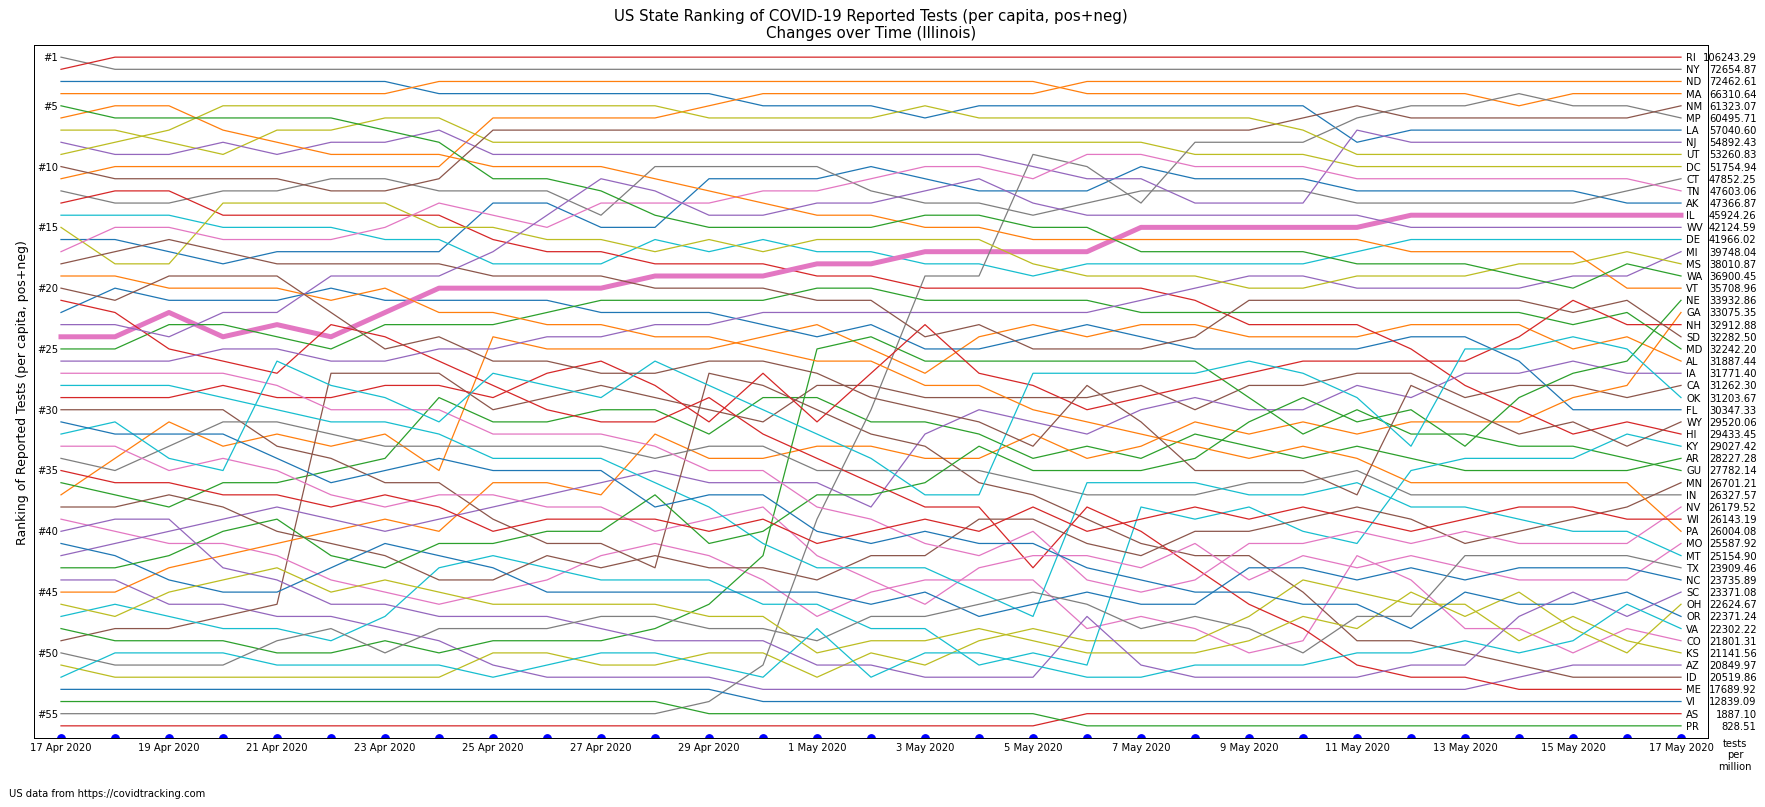 US State Ranking of COVID-19 Reported Tests (per capita, pos+neg)
Changes over Time (Illinois)
Ranking of Reported Tests (per capita, pos+neg)
#1
#5
#10
#15
#20
#25
#30
#35
#40
#45
#50
#55
RI 106243.29
NY 72654.87
ND 72462.61
MA 66310.64
NM 61323.07
MP 60495.71
LA 57040.60
NJ 54892.43
UT 53260.83
DC 51754.94
CT 47852.25
TN 47603.06
AK 47366.87
IL 45924.26
WV 42124.59
DE 41966.02
MI 39748.04
MS 38010.87
WA 36900.45
VT 35708.96
NE 33932.86
GA 33075.35
NH 32912.88
SD 32282.50
MD 32242.20
AL 31887.44
IA 31771.40
CA 31262.30
OK 31203.67
FL 30347.33
WY 29520.06
HI 29433.45
KY 29027.42
AR 28227.28
GU 27782.14
MN 26701.21
IN 26327.57
NV 26179.52
WI 26143.19
PA 26004.08
MO 25587.92
MT 25154.90
TX 23909.46
NC 23735.89
SC 23371.08
OH 22624.67
OR 22371.24
VA 22302.22
CO 21801.31
KS 21141.56
AZ 20849.97
ID 20519.86
ME 17689.92
VI 12839.09
AS 1887.10
PR 828.51
17 Apr 2020 19 Apr 2020 21 Apr 2020 23 Apr 2020 25 Apr 2020 27 Apr 2020 29 Apr 2020 1 May 2020 3 May 2020 5 May 2020 7 May 2020 9 May 2020 11 May 2020 13 May 2020 15 May 2020 17 May 2020
tests
per
million
US data from https://covidtracking.com